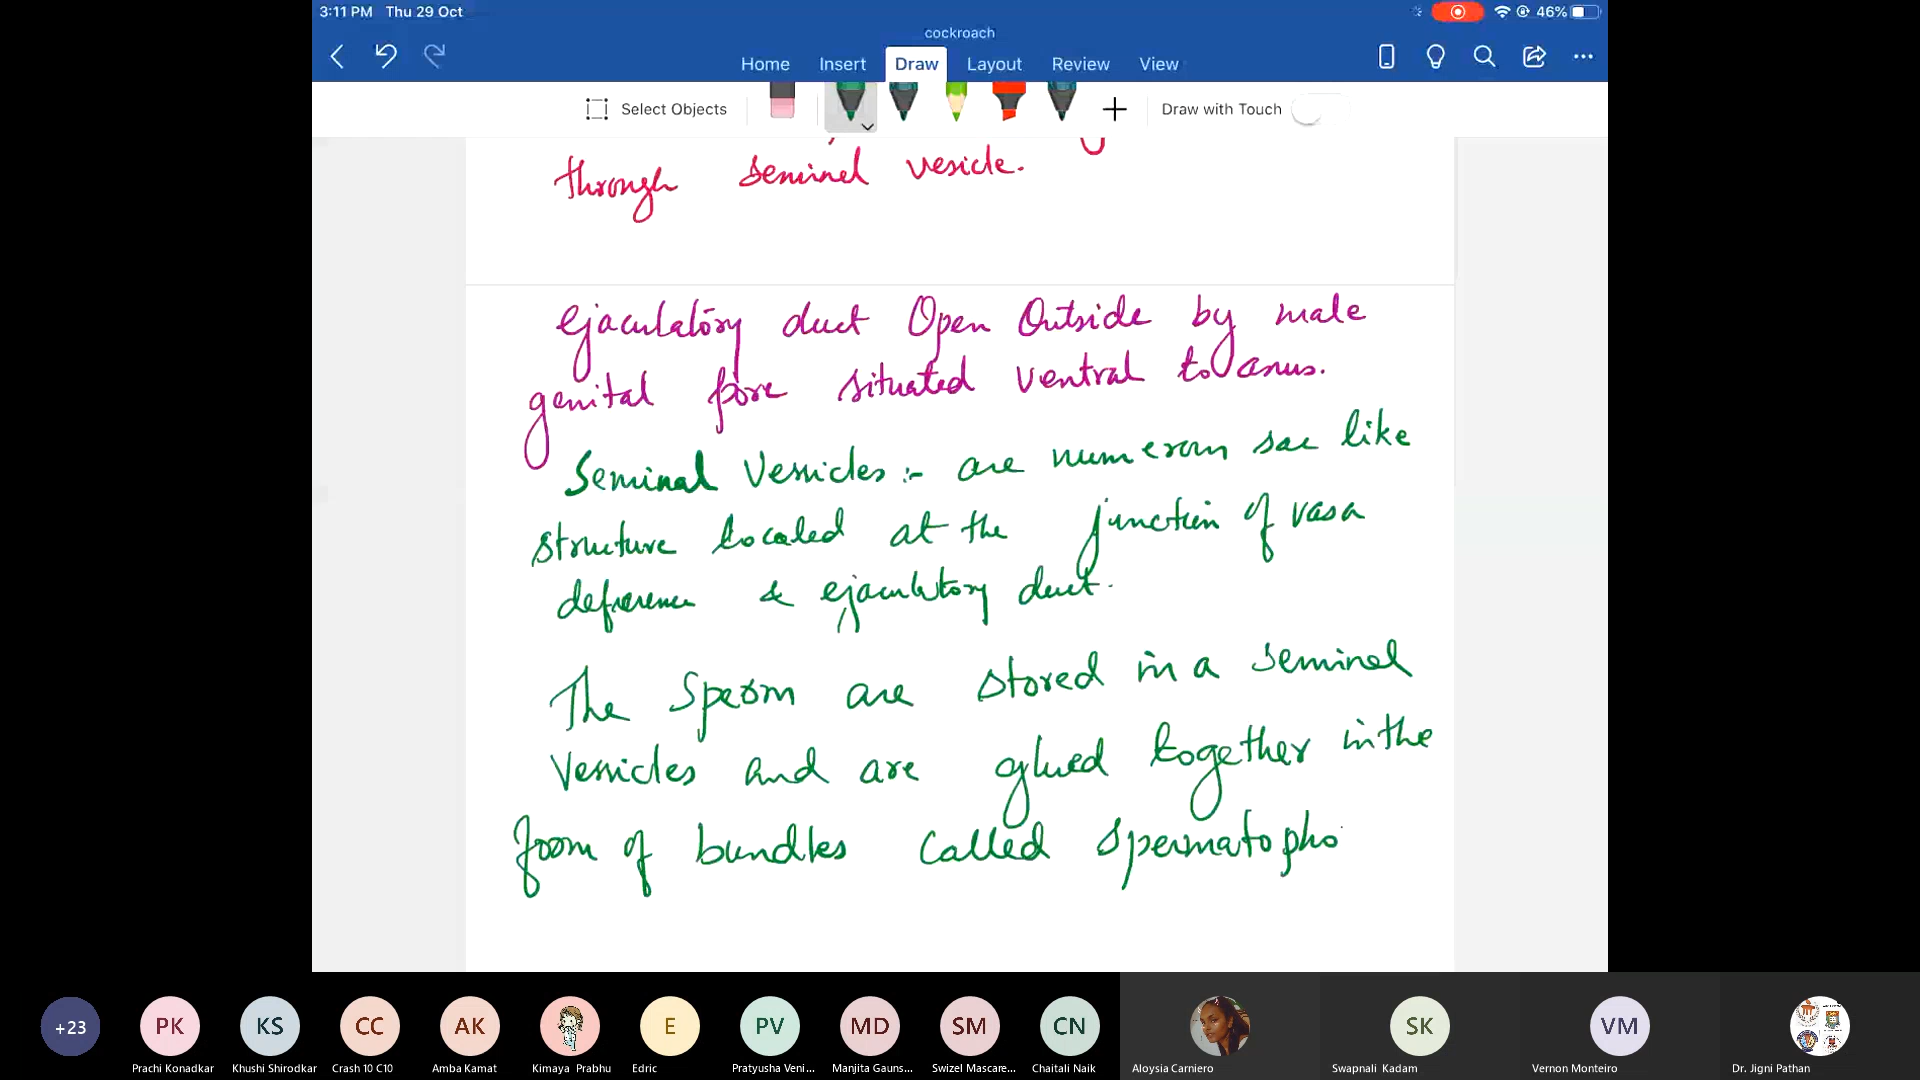 3:11 PM Thu 29 Oct
46%
cockroach
Home Insert Draw Layout Review View
Select Objects
Draw with Touch
through seminal vesicle.
ejaculatory duct Open Outside by male
genital pore situated ventral to anus.
Seminal Vesicles :- are numerous sac like
structure located at the junction of vasa
deference & ejaculatory duct.
The Sperm are stored in a seminal
Vesicles and are glued together in the
form of bundles called spermatopho
+23 PK KS CC AK E PV MD SM CN SK VM
Prachi Konadkar Khushi Shirodkar Crash 10 C10 Amba Kamat Kimaya Prabhu Edric Pratyusha Veni... Manjita Gauns... Swizel Mascare... Chaitali Naik Aloysia Carniero Swapnali Kadam Vernon Monteiro Dr. Jigni Pathan